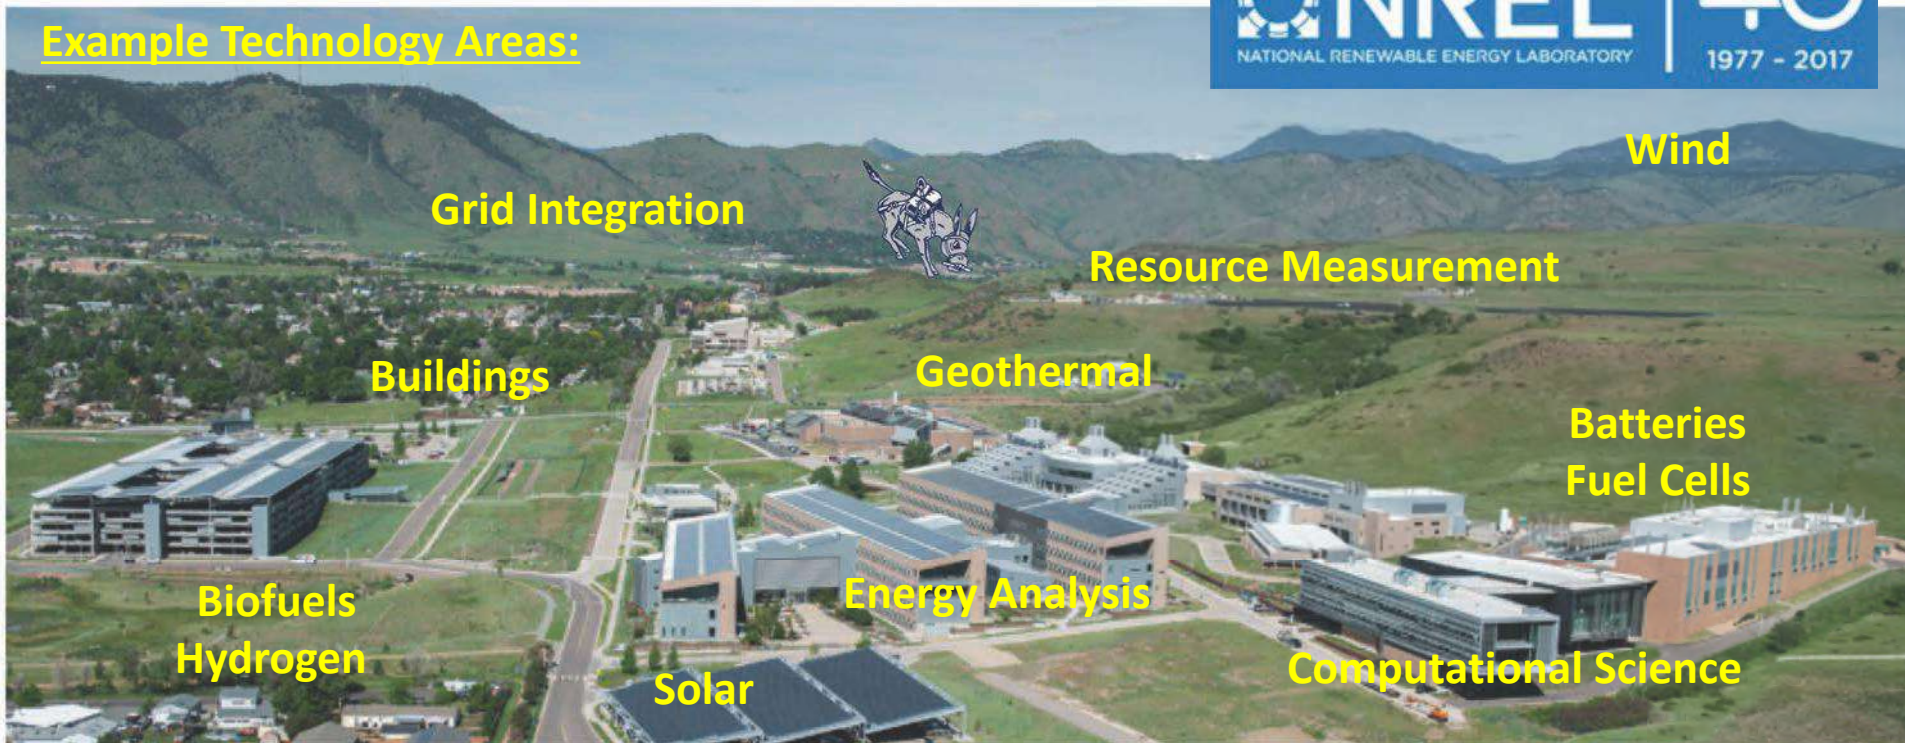 Example Technology Areas:
NREL
40
NATIONAL RENEWABLE ENERGY LABORATORY
1977 - 2017
Wind
Grid Integration
Resource Measurement
Buildings
Geothermal
Batteries
Fuel Cells
Biofuels
Hydrogen
Energy Analysis
Solar
Computational Science